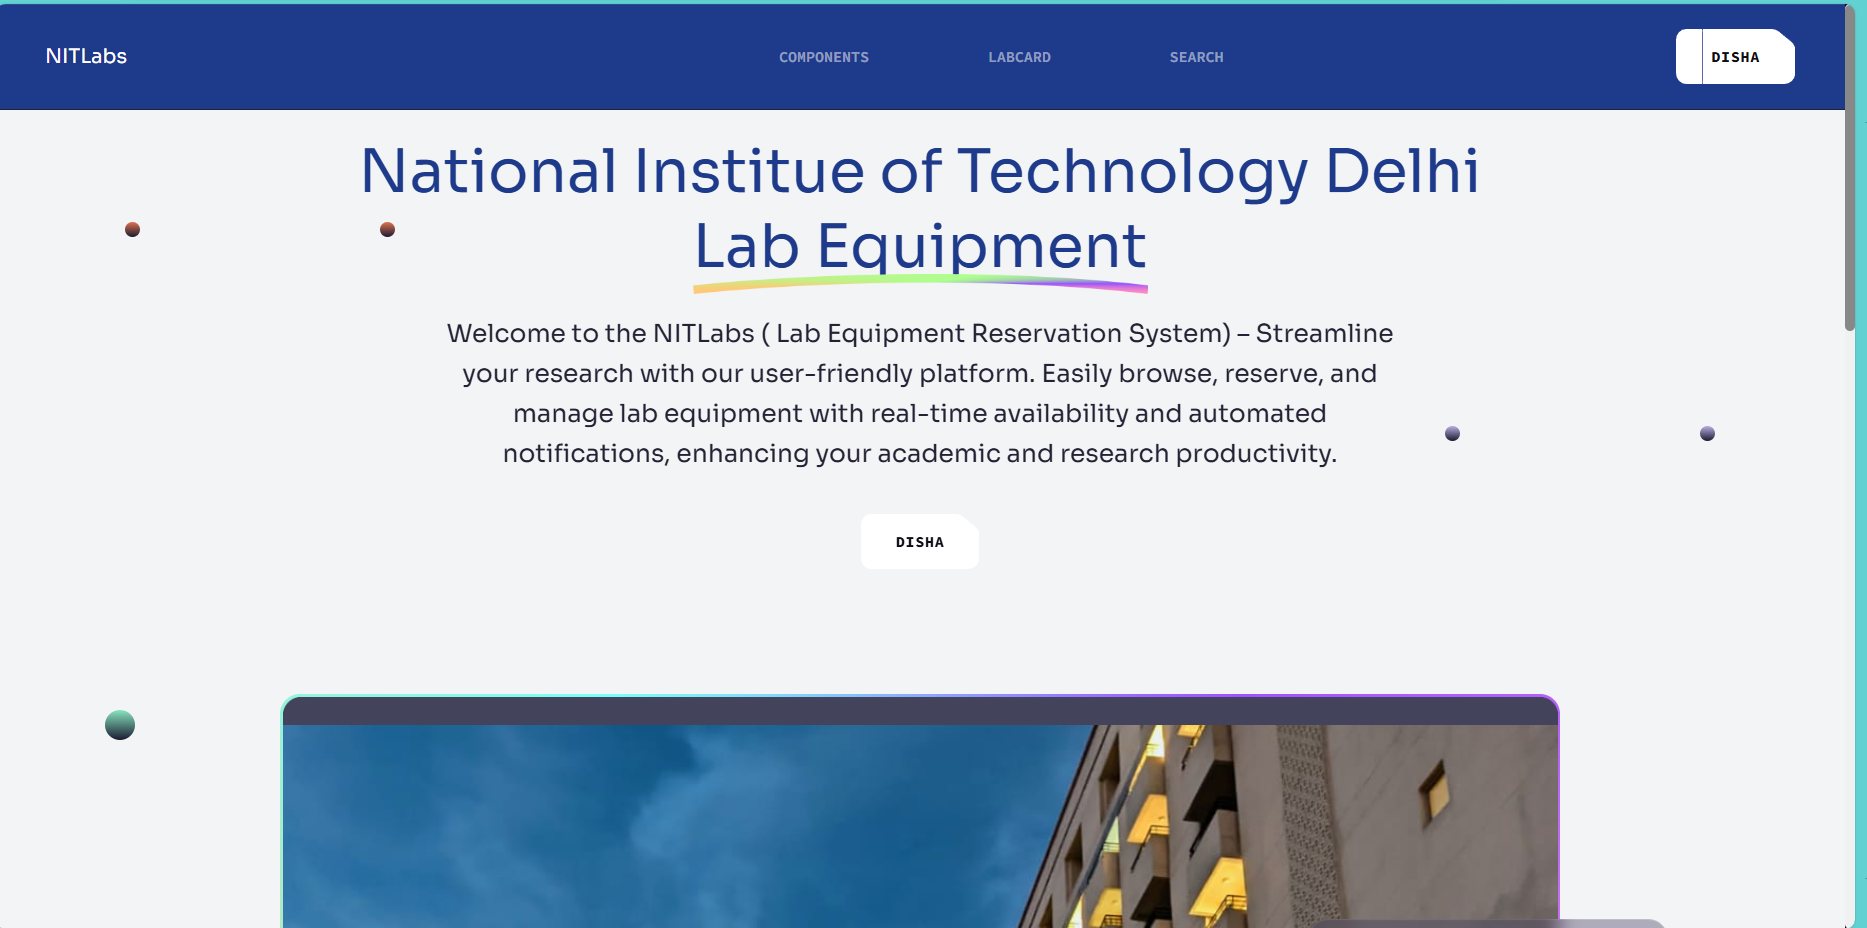 NITLabs
COMPONENTS
LABCARD
SEARCH
DISHA
National Institue of Technology Delhi
Lab Equipment
Welcome to the NITLabs ( Lab Equipment Reservation System) – Streamline
your research with our user-friendly platform. Easily browse, reserve, and
manage lab equipment with real-time availability and automated
notifications, enhancing your academic and research productivity.
DISHA